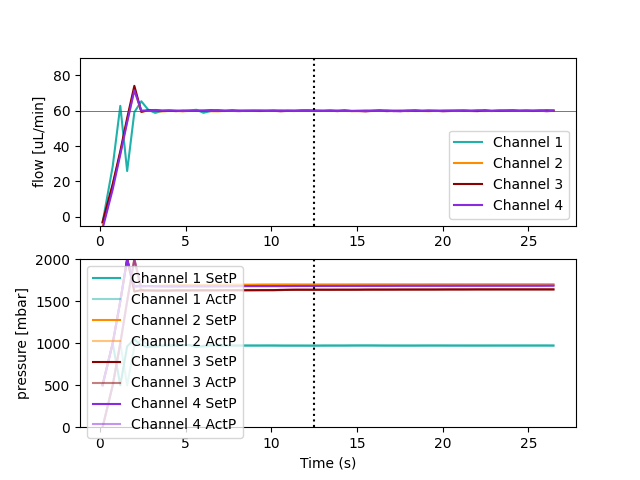 80
60
40
20
0
flow [uL/min]
Channel 1
Channel 2
Channel 3
Channel 4
0
5
10
15
20
25
2000
1500
1000
500
0
pressure [mbar]
Channel 1 SetP
Channel 1 ActP
Channel 2 SetP
Channel 2 ActP
Channel 3 SetP
Channel 3 ActP
Channel 4 SetP
Channel 4 ActP
0
5
10
15
20
25
Time (s)